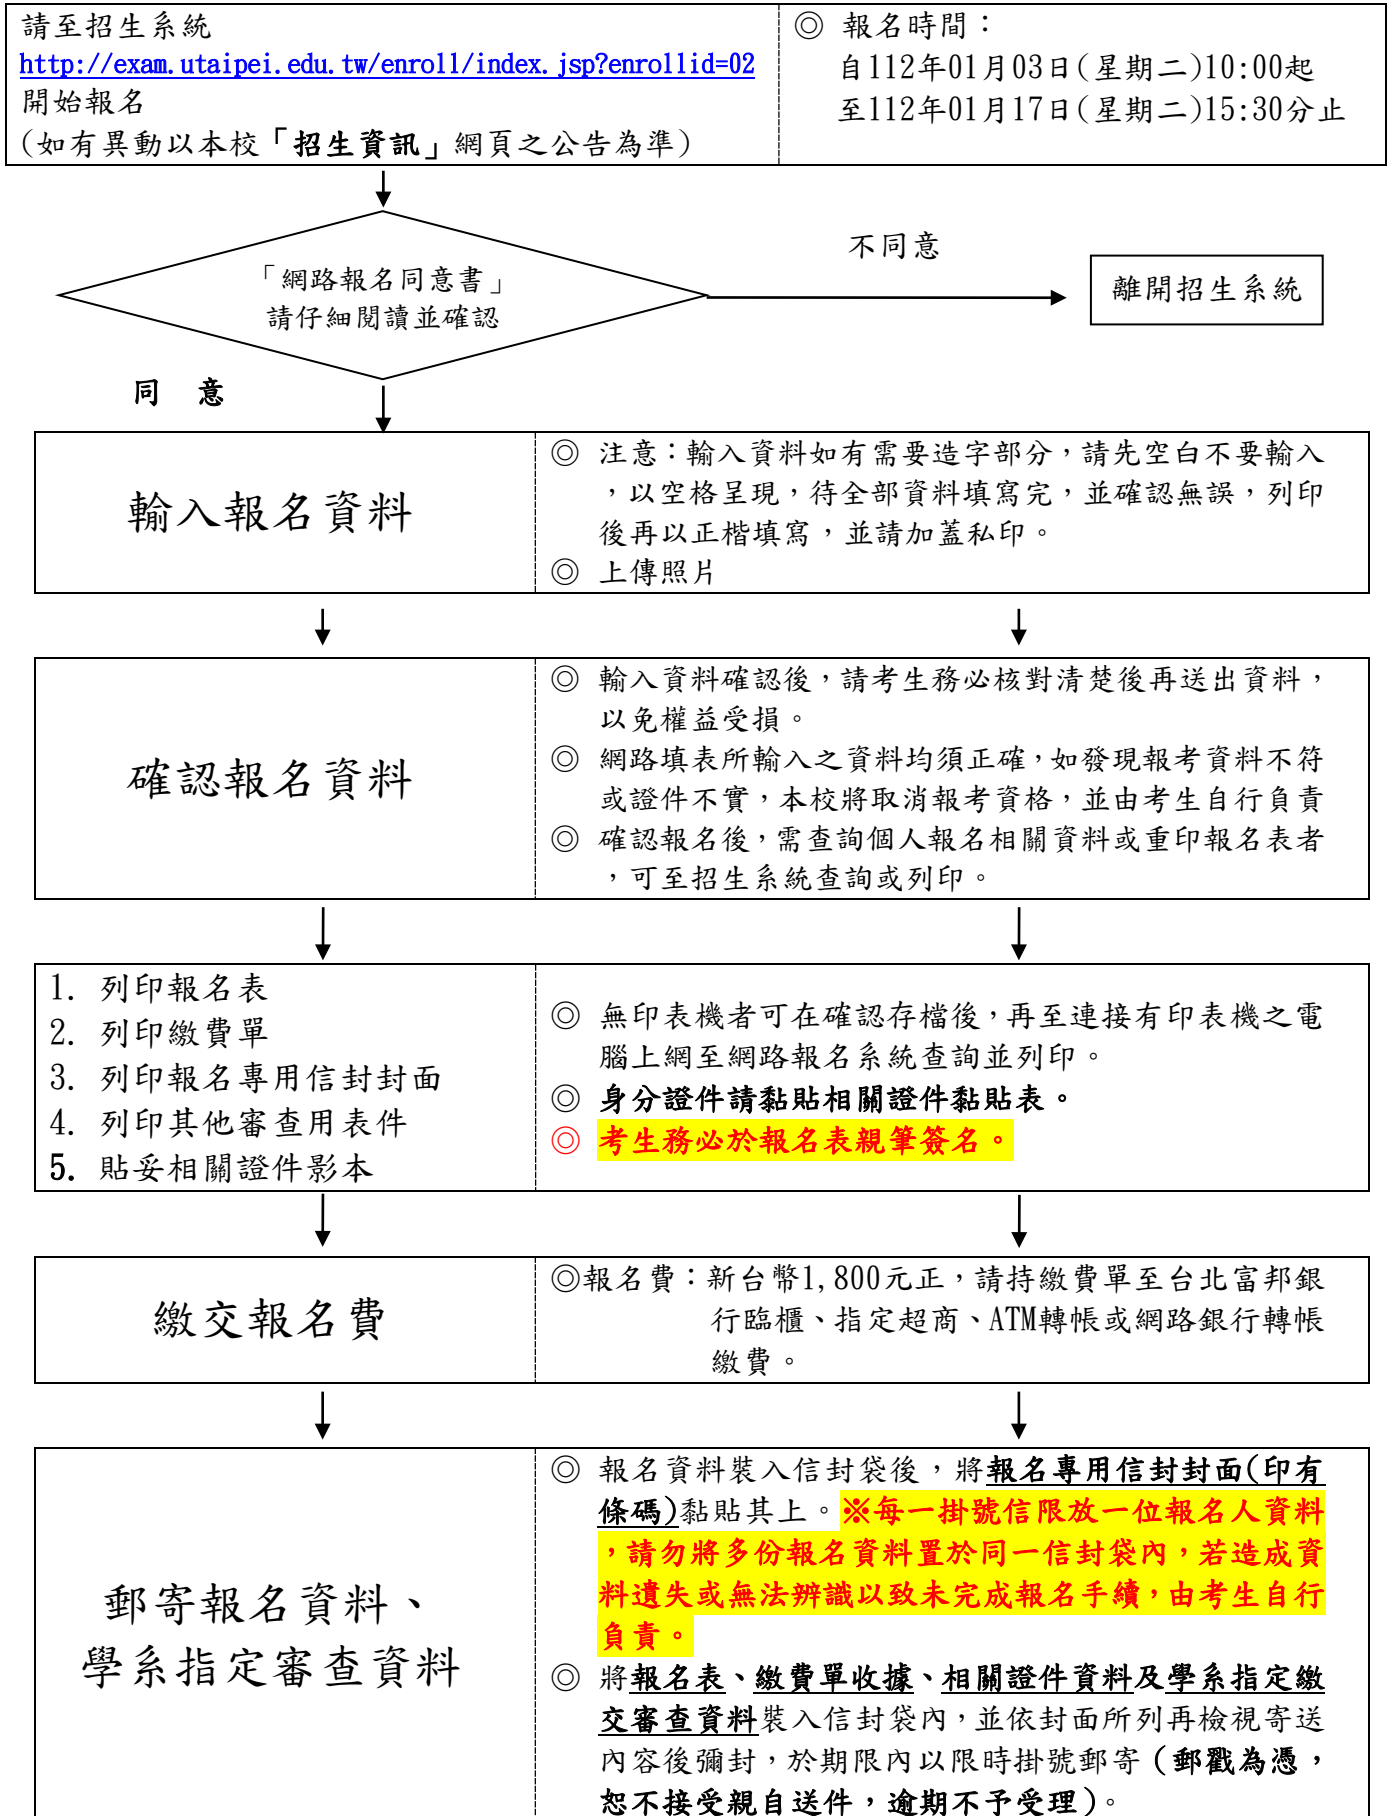 請至招生系統
http://exam.utaipei.edu.tw/enroll/index.jsp?enrollid=02
開始報名
(如有異動以本校「招生資訊」網頁之公告為準)
◎ 報名時間：
自112年01月03日(星期二)10:00起
至112年01月17日(星期二)15:30分止
「網路報名同意書」
請仔細閱讀並確認
不同意
離開招生系統
同 意
輸入報名資料
◎ 注意：輸入資料如有需要造字部分，請先空白不要輸入
，以空格呈現，待全部資料填寫完，並確認無誤，列印
後再以正楷填寫，並請加蓋私印。
◎ 上傳照片
確認報名資料
◎ 輸入資料確認後，請考生務必核對清楚後再送出資料，
以免權益受損。
◎ 網路填表所輸入之資料均須正確，如發現報考資料不符
或證件不實，本校將取消報考資格，並由考生自行負責
◎ 確認報名後，需查詢個人報名相關資料或重印報名表者
，可至招生系統查詢或列印。
1. 列印報名表
2. 列印繳費單
3. 列印報名專用信封封面
4. 列印其他審查用表件
5. 貼妥相關證件影本
◎ 無印表機者可在確認存檔後，再至連接有印表機之電
腦上網至網路報名系統查詢並列印。
◎ 身分證件請黏貼相關證件黏貼表。
◎ 考生務必於報名表親筆簽名。
繳交報名費
◎報名費：新台幣1,800元正，請持繳費單至台北富邦銀
行臨櫃、指定超商、ATM轉帳或網路銀行轉帳
繳費。
郵寄報名資料、
學系指定審查資料
◎ 報名資料裝入信封袋後，將報名專用信封封面(印有
條碼)黏貼其上。※每一掛號信限放一位報名人資料
，請勿將多份報名資料置於同一信封袋內，若造成資
料遺失或無法辨識以致未完成報名手續，由考生自行
負責。
◎ 將報名表、繳費單收據、相關證件資料及學系指定繳
交審查資料裝入信封袋內，並依封面所列再檢視寄送
內容後彌封，於期限內以限時掛號郵寄(郵戳為憑，
恕不接受親自送件，逾期不予受理)。